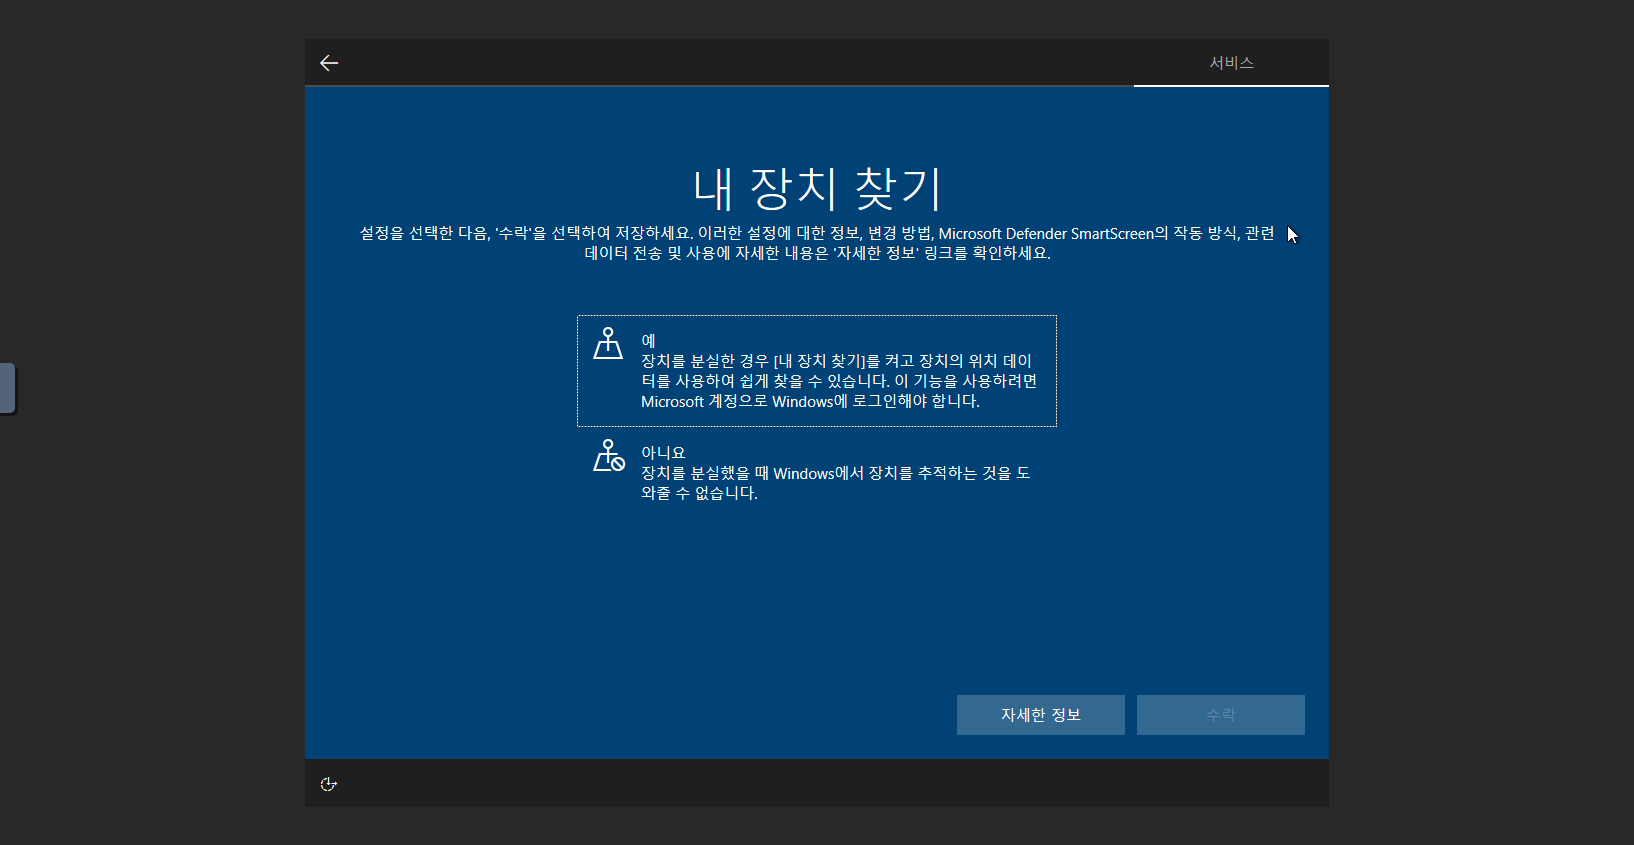 서비스
내 장치 찾기
설정을 선택한 다음, '수락'을 선택하여 저장하세요. 이러한 설정에 대한 정보, 변경 방법, Microsoft Defender SmartScreen의 작동 방식, 관련
데이터 전송 및 사용에 자세한 내용은 '자세한 정보' 링크를 확인하세요.
예
장치를 분실한 경우 [내 장치 찾기]를 켜고 장치의 위치 데이
터를 사용하여 쉽게 찾을 수 있습니다. 이 기능을 사용하려면
Microsoft 계정으로 Windows에 로그인해야 합니다.
아니요
장치를 분실했을 때 Windows에서 장치를 추적하는 것을 도
와줄 수 없습니다.
자세한 정보
수락